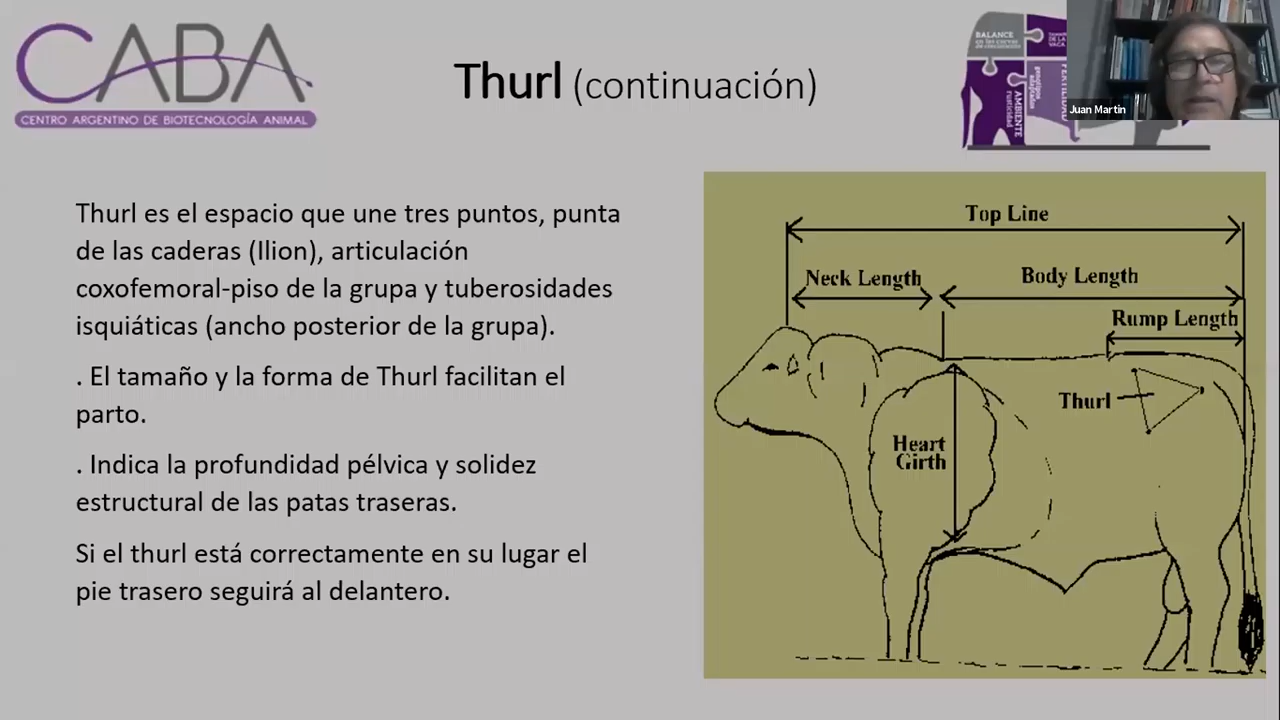 CABA
CENTRO ARGENTINO DE BIOTECNOLOGÍA ANIMAL
Thurl (continuación)
BALANCE
AMBIENTE
rusticidad
Juan Martin
Thurl es el espacio que une tres puntos, punta
de las caderas (Ilion), articulación
coxofemoral-piso de la grupa y tuberosidades
isquiáticas (ancho posterior de la grupa).
. El tamaño y la forma de Thurl facilitan el
parto.
. Indica la profundidad pélvica y solidez
estructural de las patas traseras.
Si el thurl está correctamente en su lugar el
pie trasero seguirá al delantero.
Top Line
Neck Length
Body Length
Rump Length
Thurl
Heart
Girth